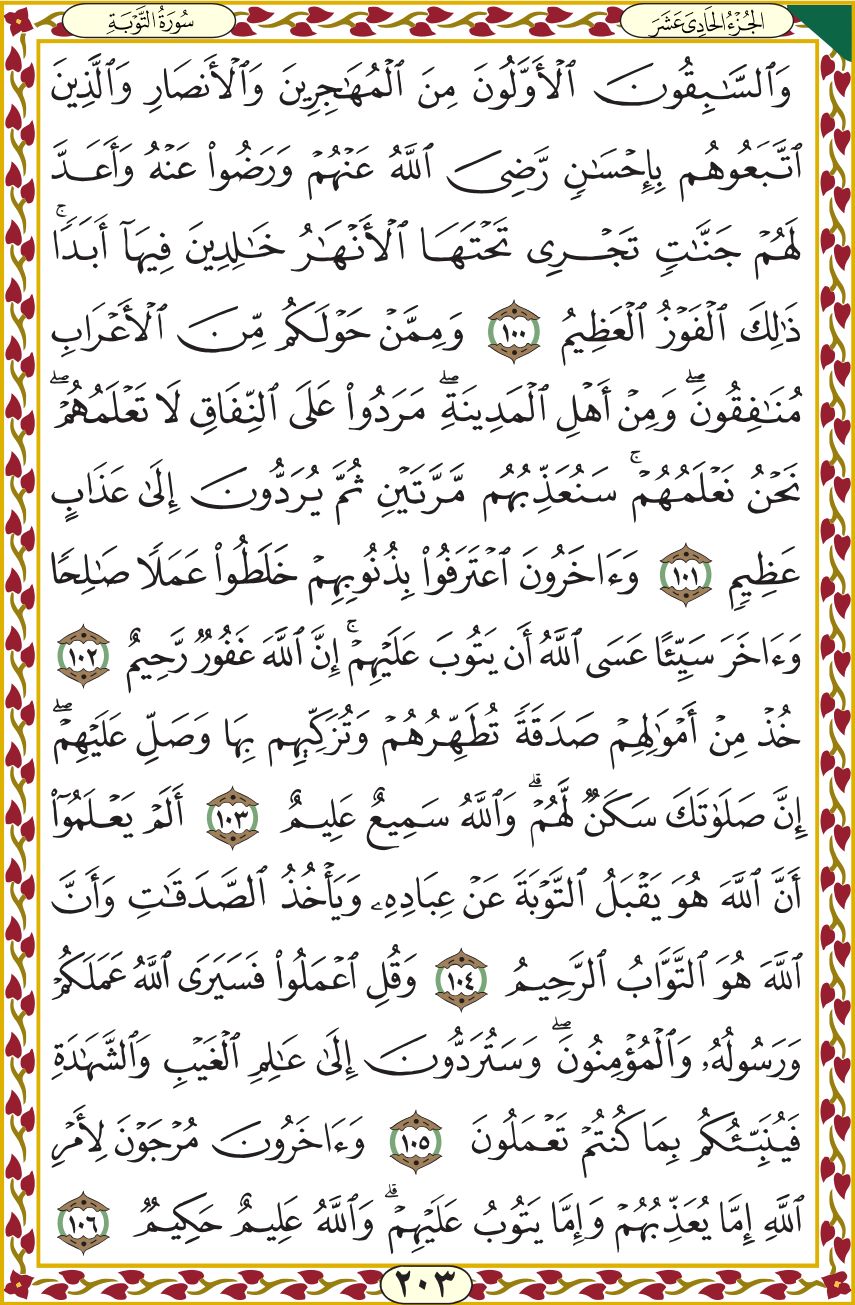 الجُزْءُ الحَادِىَ عَشَرَ
سُورَةُ التَّوۡبَةِ
وَٱلسَّٰبِقُونَ ٱلۡأَوَّلُونَ مِنَ ٱلۡمُهَٰجِرِينَ وَٱلۡأَنصَارِ وَٱلَّذِينَ
ٱتَّبَعُوهُم بِإِحۡسَٰنٖ رَّضِيَ ٱللَّهُ عَنۡهُمۡ وَرَضُواْ عَنۡهُ وَأَعَدَّ
لَهُمۡ جَنَّٰتٖ تَجۡرِي تَحۡتَهَا ٱلۡأَنۡهَٰرُ خَٰلِدِينَ فِيهَآ أَبَدٗاۚ
ذَٰلِكَ ٱلۡفَوۡزُ ٱلۡعَظِيمُ ١٠٠ وَمِمَّنۡ حَوۡلَكُم مِّنَ ٱلۡأَعۡرَابِ
مُنَٰفِقُونَۖ وَمِنۡ أَهۡلِ ٱلۡمَدِينَةِۖ مَرَدُواْ عَلَى ٱلنِّفَاقِ لَا تَعۡلَمُهُمۡۖ
نَحۡنُ نَعۡلَمُهُمۡۚ سَنُعَذِّبُهُم مَّرَّتَيۡنِ ثُمَّ يُرَدُّونَ إِلَىٰ عَذَابٍ
عَظِيمٖ ١٠١ وَءَاخَرُونَ ٱعۡتَرَفُواْ بِذُنُوبِهِمۡ خَلَطُواْ عَمَلٗا صَٰلِحٗا
وَءَاخَرَ سَيِّئًا عَسَى ٱللَّهُ أَن يَتُوبَ عَلَيۡهِمۡۚ إِنَّ ٱللَّهَ غَفُورٞ رَّحِيمٌ ١٠٢
خُذۡ مِنۡ أَمۡوَٰلِهِمۡ صَدَقَةٗ تُطَهِّرُهُمۡ وَتُزَكِّيهِم بِهَا وَصَلِّ عَلَيۡهِمۡۖ
إِنَّ صَلَوٰتَكَ سَكَنٞ لَّهُمۡۗ وَٱللَّهُ سَمِيعٌ عَلِيمٌ ١٠٣ أَلَمۡ يَعۡلَمُوٓاْ
أَنَّ ٱللَّهَ هُوَ يَقۡبَلُ ٱلتَّوۡبَةَ عَنۡ عِبَادِهِۦ وَيَأۡخُذُ ٱلصَّدَقَٰتِ وَأَنَّ
ٱللَّهَ هُوَ ٱلتَّوَّابُ ٱلرَّحِيمُ ١٠٤ وَقُلِ ٱعۡمَلُواْ فَسَيَرَى ٱللَّهُ عَمَلَكُمۡ
وَرَسُولُهُۥ وَٱلۡمُؤۡمِنُونَۖ وَسَتُرَدُّونَ إِلَىٰ عَٰلِمِ ٱلۡغَيۡبِ وَٱلشَّهَٰدَةِ
فَيُنَبِّئُكُم بِمَا كُنتُمۡ تَعۡمَلُونَ ١٠٥ وَءَاخَرُونَ مُرۡجَوۡنَ لِأَمۡرِ
ٱللَّهِ إِمَّا يُعَذِّبُهُمۡ وَإِمَّا يَتُوبُ عَلَيۡهِمۡۗ وَٱللَّهُ عَلِيمٌ حَكِيمٞ ١٠٦
٢٠٣